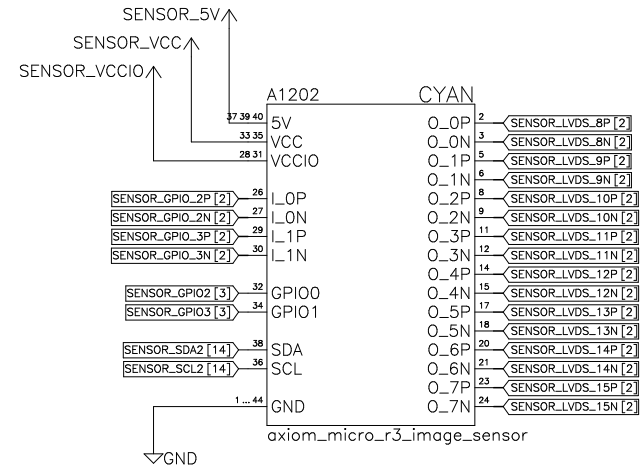 SENSOR_5V
SENSOR_VCC
SENSOR_VCCIO
A1202 CYAN
37 39 40 5V O_0P 2 SENSOR_LVDS_8P [2]
33 35 VCC O_0N 3 SENSOR_LVDS_8N [2]
28 31 VCCIO O_1P 5 SENSOR_LVDS_9P [2]
O_1N 6 SENSOR_LVDS_9N [2]
SENSOR_GPIO_2P [2] 26 I_0P O_2P 8 SENSOR_LVDS_10P [2]
SENSOR_GPIO_2N [2] 27 I_0N O_2N 9 SENSOR_LVDS_10N [2]
SENSOR_GPIO_3P [2] 29 I_1P O_3P 11 SENSOR_LVDS_11P [2]
SENSOR_GPIO_3N [2] 30 I_1N O_3N 12 SENSOR_LVDS_11N [2]
O_4P 14 SENSOR_LVDS_12P [2]
SENSOR_GPIO2 [3] 32 GPIO0 O_4N 15 SENSOR_LVDS_12N [2]
SENSOR_GPIO3 [3] 34 GPIO1 O_5P 17 SENSOR_LVDS_13P [2]
O_5N 18 SENSOR_LVDS_13N [2]
SENSOR_SDA2 [14] 38 SDA O_6P 20 SENSOR_LVDS_14P [2]
SENSOR_SCL2 [14] 36 SCL O_6N 21 SENSOR_LVDS_14N [2]
O_7P 23 SENSOR_LVDS_15P [2]
1 ... 44 GND O_7N 24 SENSOR_LVDS_15N [2]
axiom_micro_r3_image_sensor
GND